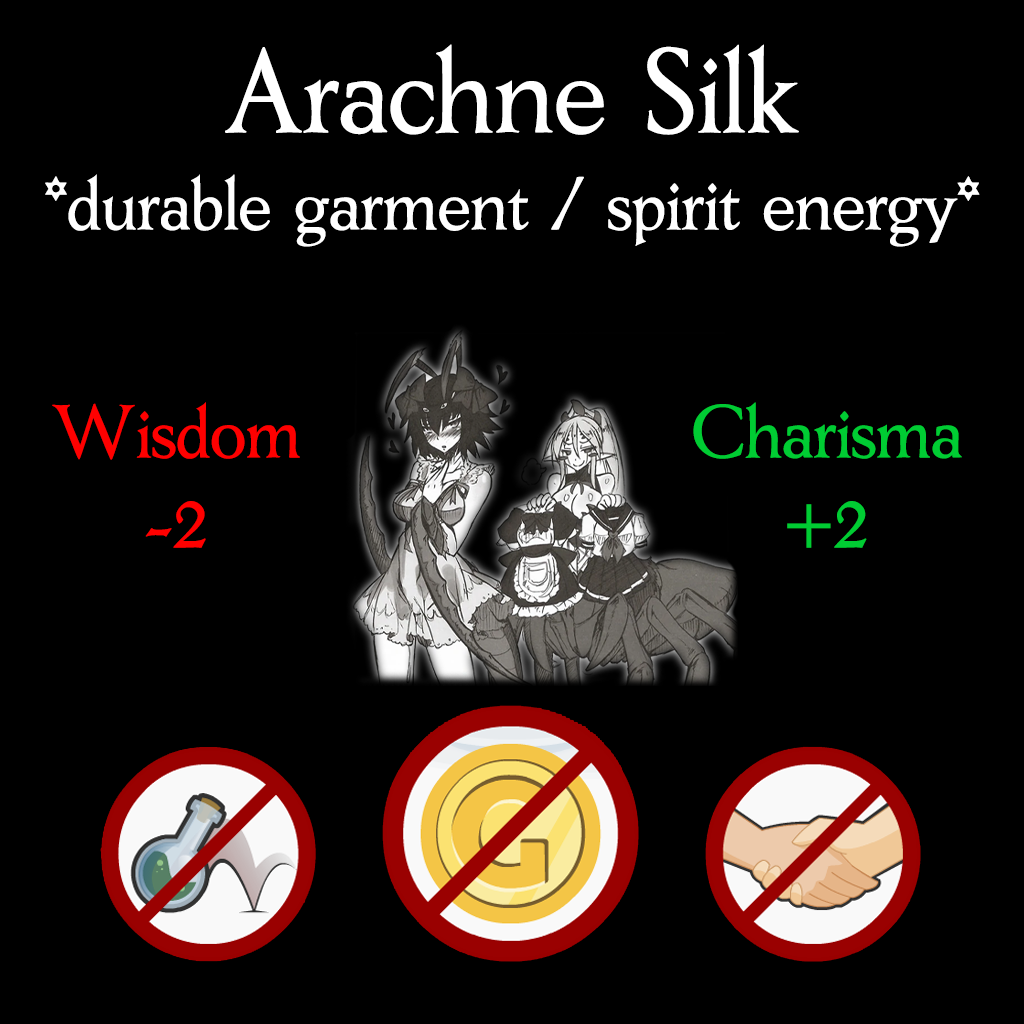 Arachne Silk
*durable garment / spirit energy*
Wisdom
-2
Charisma
+2
G